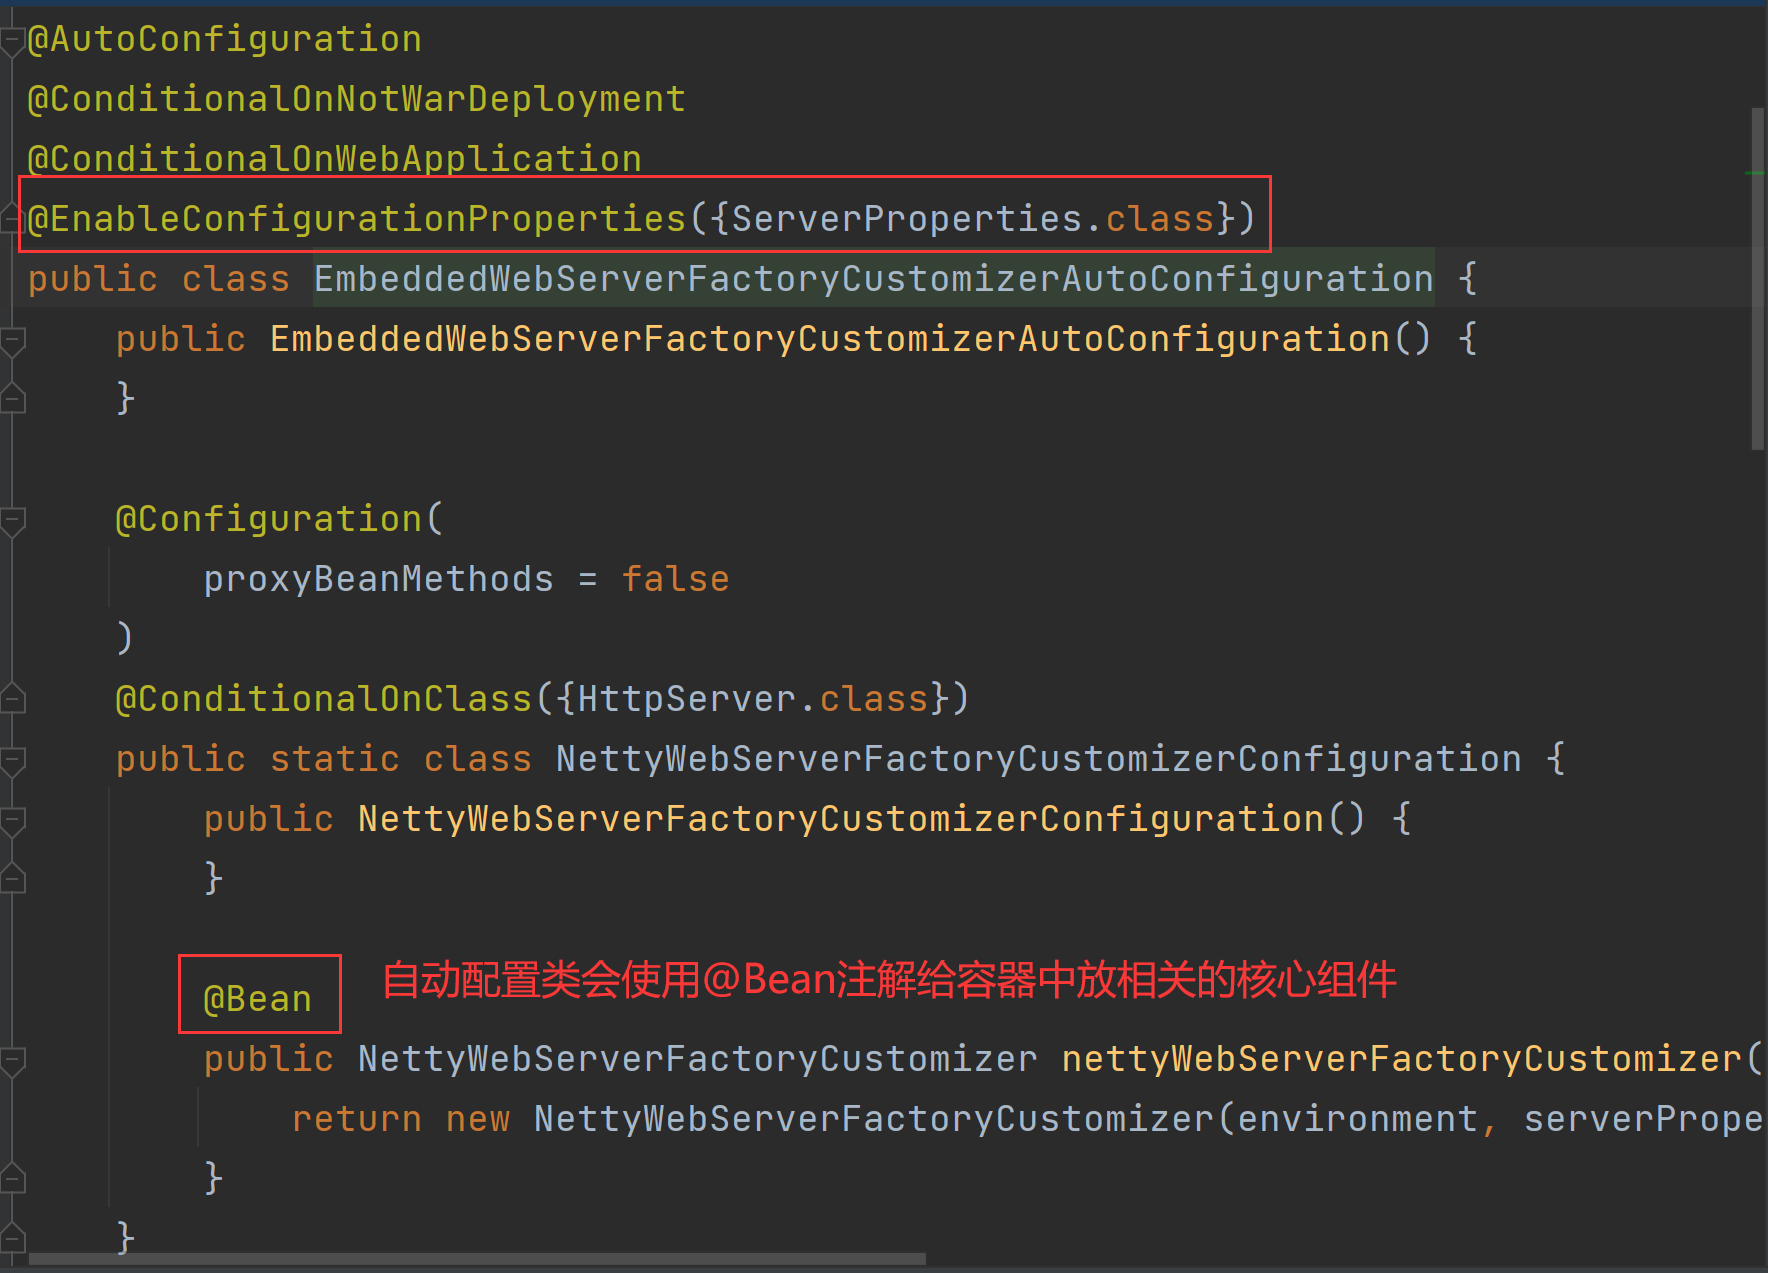 @AutoConfiguration
@ConditionalOnNotWarDeployment
@ConditionalOnWebApplication
@EnableConfigurationProperties({ServerProperties.class})
public class EmbeddedWebServerFactoryCustomizerAutoConfiguration {
    public EmbeddedWebServerFactoryCustomizerAutoConfiguration() {
    }

    @Configuration(
        proxyBeanMethods = false
    )
    @ConditionalOnClass({HttpServer.class})
    public static class NettyWebServerFactoryCustomizerConfiguration {
        public NettyWebServerFactoryCustomizerConfiguration() {
        }

        @Bean 自动配置类会使用@Bean注解给容器中放相关的核心组件
        public NettyWebServerFactoryCustomizer nettyWebServerFactoryCustomizer(
            return new NettyWebServerFactoryCustomizer(environment, serverPrope
        }
    }